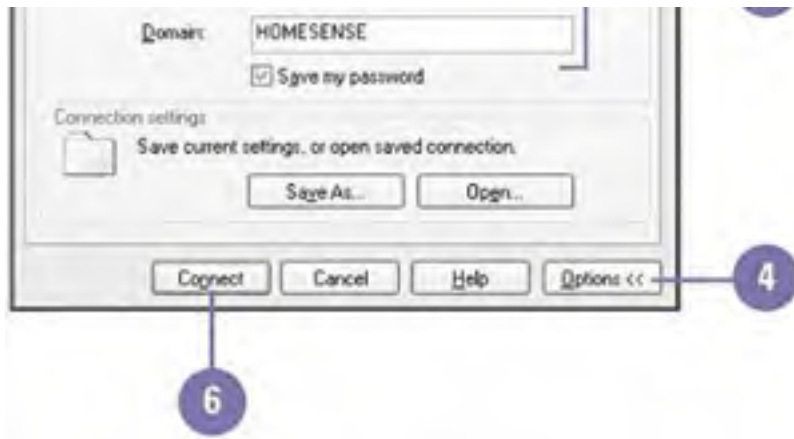 Domain: HOMESENSE
Save my password
Connection settings
Save current settings, or open saved connection.
Save As... Open...
Connect Cancel Help Options <<
4
6